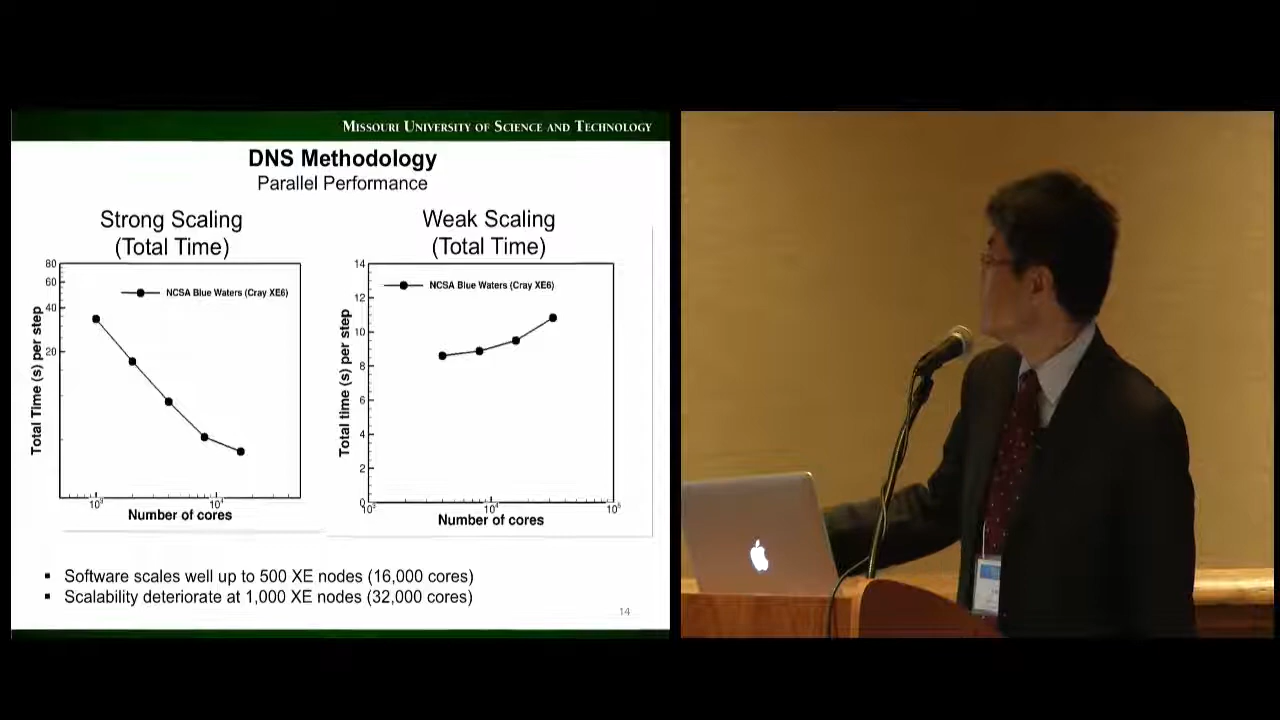 MISSOURI UNIVERSITY OF SCIENCE AND TECHNOLOGY
DNS Methodology
Parallel Performance
Strong Scaling
(Total Time)
80
60
40
20
NCSA Blue Waters (Cray XE6)
Total Time (s) per step
10³
10⁴
Number of cores
Weak Scaling
(Total Time)
14
12
10
8
6
4
2
0
NCSA Blue Waters (Cray XE6)
Total time (s) per step
10³
10⁴
10⁵
Number of cores
▪ Software scales well up to 500 XE nodes (16,000 cores)
▪ Scalability deteriorate at 1,000 XE nodes (32,000 cores)
14